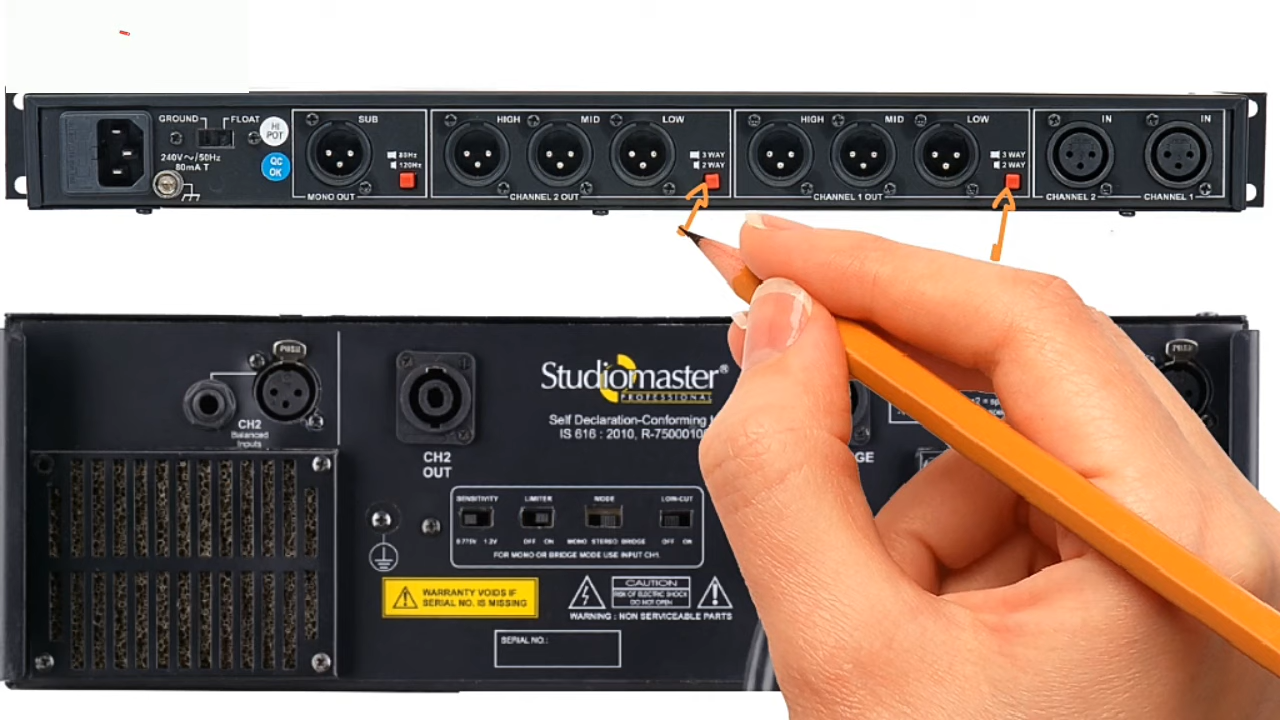 GROUND FLOAT
HI POT
QC OK
240V~/50Hz
80mA T
SUB
80Hz
120Hz
MONO OUT
HIGH MID LOW
3 WAY
2 WAY
CHANNEL 2 OUT
HIGH MID LOW
3 WAY
2 WAY
CHANNEL 1 OUT
IN
CHANNEL 2
IN
CHANNEL 1
PUSH
CH2
Balanced
Inputs
CH2
OUT
Studiomaster®
PROFESSIONAL
Self Declaration-Conforming
IS 616 : 2010,
PUSH
GE
SENSITIVITY LIMITER MODE LOW-CUT
0.775V 1.2V OFF ON MONO STEREO BRIDGE OFF ON
FOR MONO OR BRIDGE MODE USE INPUT CH1.
WARRANTY VOIDS IF
SERIAL NO. IS MISSING
CAUTION
RISK OF ELECTRIC SHOCK
DO NOT OPEN
WARNING : NON SERVICEABLE PARTS
SERIAL NO.: